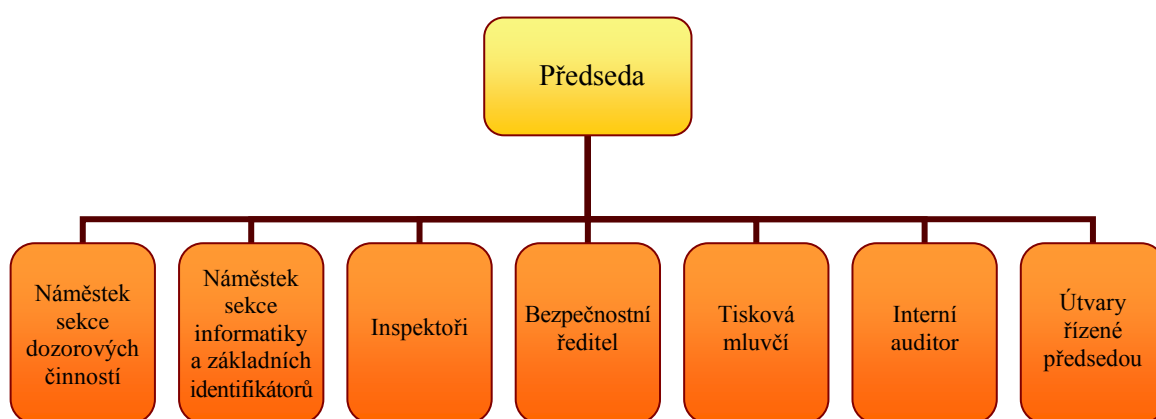 Předseda
Náměstek
sekce
dozorových
činností
Náměstek
sekce
informatiky
a základních
identifikátorů
Inspektoři
Bezpečnostní
ředitel
Tisková
mluvčí
Interní
auditor
Útvary
řízené
předsedou